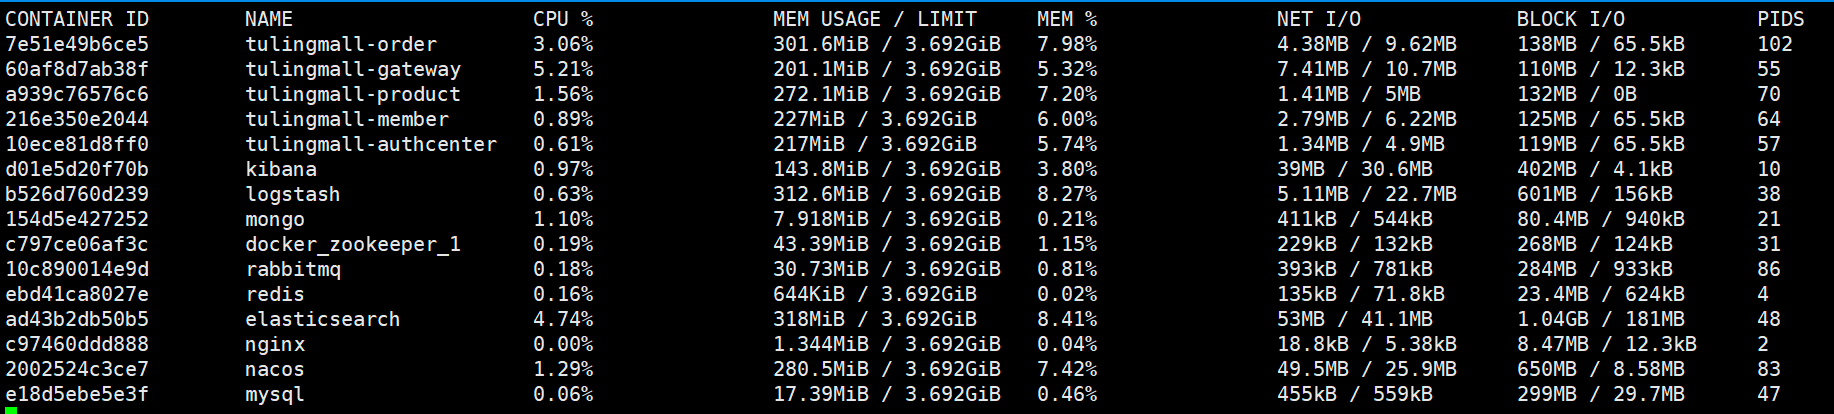 CONTAINER ID NAME CPU % MEM USAGE / LIMIT MEM % NET I/O BLOCK I/O PIDS
7e51e49b6ce5 tulingmall-order 3.06% 301.6MiB / 3.692GiB 7.98% 4.38MB / 9.62MB 138MB / 65.5kB 102
60af8d7ab38f tulingmall-gateway 5.21% 201.1MiB / 3.692GiB 5.32% 7.41MB / 10.7MB 110MB / 12.3kB 55
a939c76576c6 tulingmall-product 1.56% 272.1MiB / 3.692GiB 7.20% 1.41MB / 5MB 132MB / 0B 70
216e350e2044 tulingmall-member 0.89% 227MiB / 3.692GiB 6.00% 2.79MB / 6.22MB 125MB / 65.5kB 64
10ece81d8ff0 tulingmall-authcenter 0.61% 217MiB / 3.692GiB 5.74% 1.34MB / 4.9MB 119MB / 65.5kB 57
d01e5d20f70b kibana 0.97% 143.8MiB / 3.692GiB 3.80% 39MB / 30.6MB 402MB / 4.1kB 10
b526d760d239 logstash 0.63% 312.6MiB / 3.692GiB 8.27% 5.11MB / 22.7MB 601MB / 156kB 38
154d5e427252 mongo 1.10% 7.918MiB / 3.692GiB 0.21% 411kB / 544kB 80.4MB / 940kB 21
c797ce06af3c docker_zookeeper_1 0.19% 43.39MiB / 3.692GiB 1.15% 229kB / 132kB 268MB / 124kB 31
10c890014e9d rabbitmq 0.18% 30.73MiB / 3.692GiB 0.81% 393kB / 781kB 284MB / 933kB 86
ebd41ca8027e redis 0.16% 644KiB / 3.692GiB 0.02% 135kB / 71.8kB 23.4MB / 624kB 4
ad43b2db50b5 elasticsearch 4.74% 318MiB / 3.692GiB 8.41% 53MB / 41.1MB 1.04GB / 181MB 48
c97460ddd888 nginx 0.00% 1.344MiB / 3.692GiB 0.04% 18.8kB / 5.38kB 8.47MB / 12.3kB 2
2002524c3ce7 nacos 1.29% 280.5MiB / 3.692GiB 7.42% 49.5MB / 25.9MB 650MB / 8.58MB 83
e18d5ebe5e3f mysql 0.06% 17.39MiB / 3.692GiB 0.46% 455kB / 559kB 299MB / 29.7MB 47